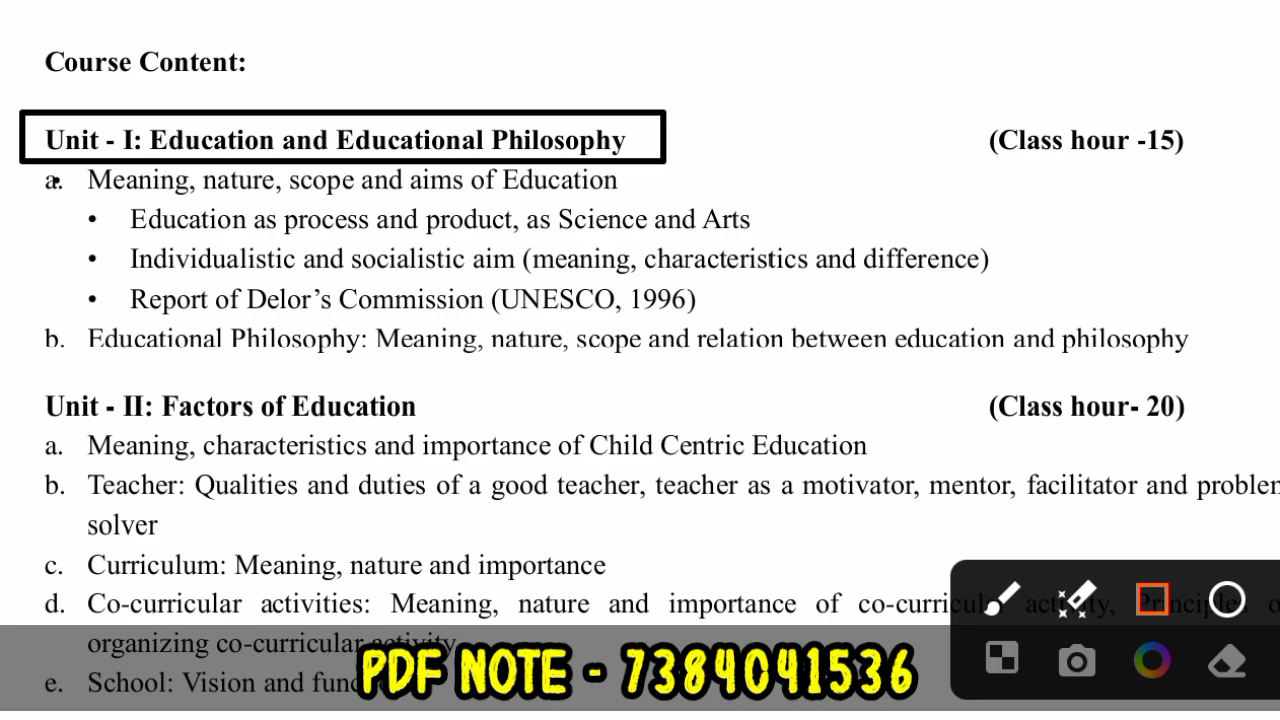 Course Content:
Unit - I: Education and Educational Philosophy (Class hour -15)
a. Meaning, nature, scope and aims of Education
• Education as process and product, as Science and Arts
• Individualistic and socialistic aim (meaning, characteristics and difference)
• Report of Delor's Commission (UNESCO, 1996)
b. Educational Philosophy: Meaning, nature, scope and relation between education and philosophy
Unit - II: Factors of Education (Class hour- 20)
a. Meaning, characteristics and importance of Child Centric Education
b. Teacher: Qualities and duties of a good teacher, teacher as a motivator, mentor, facilitator and problem
solver
c. Curriculum: Meaning, nature and importance
d. Co-curricular activities: Meaning, nature and importance of co-curricular activity, Principles
organizing co-curricular activity
e. School: Vision and
PDF NOTE - 7384041536